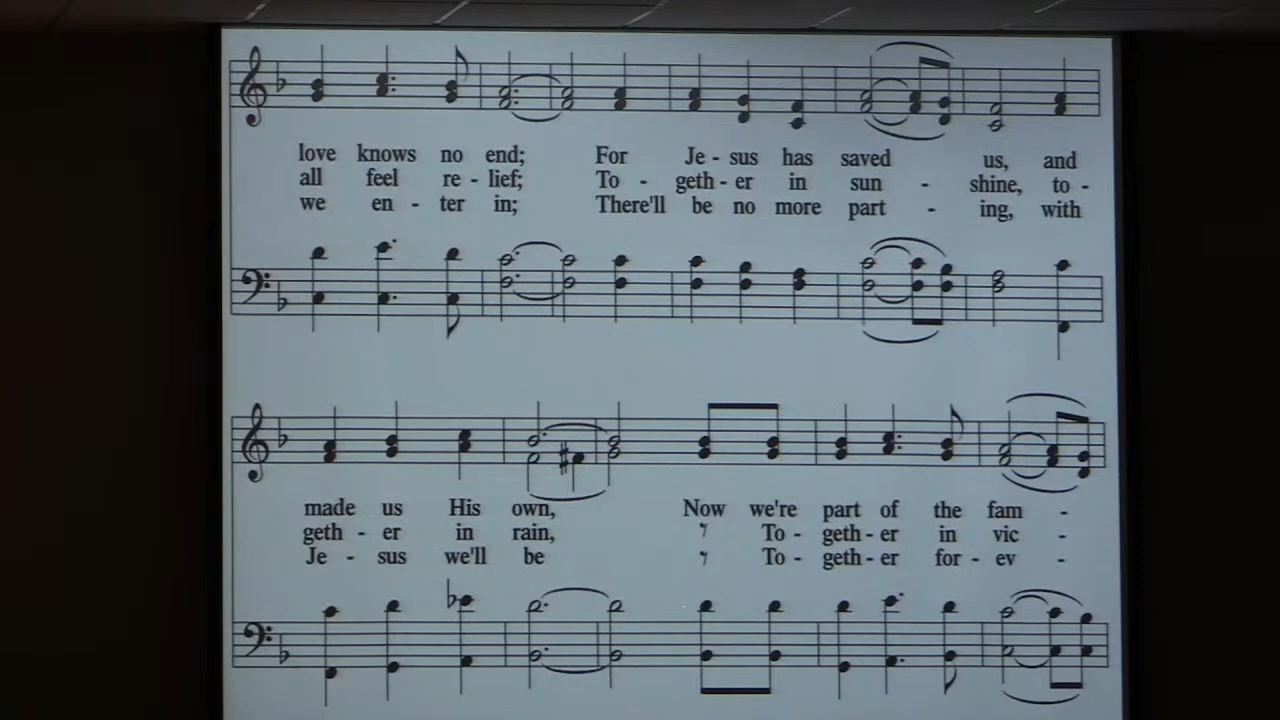 love knows no end; For Je - sus has saved us, and
all feel re - lief; To - geth - er in sun - shine, to -
we en - ter in; There'll be no more part - ing, with
made us His own, Now we're part of the fam -
geth - er in rain, To - geth - er in vic -
Je - sus we'll be To - geth - er for - ev -